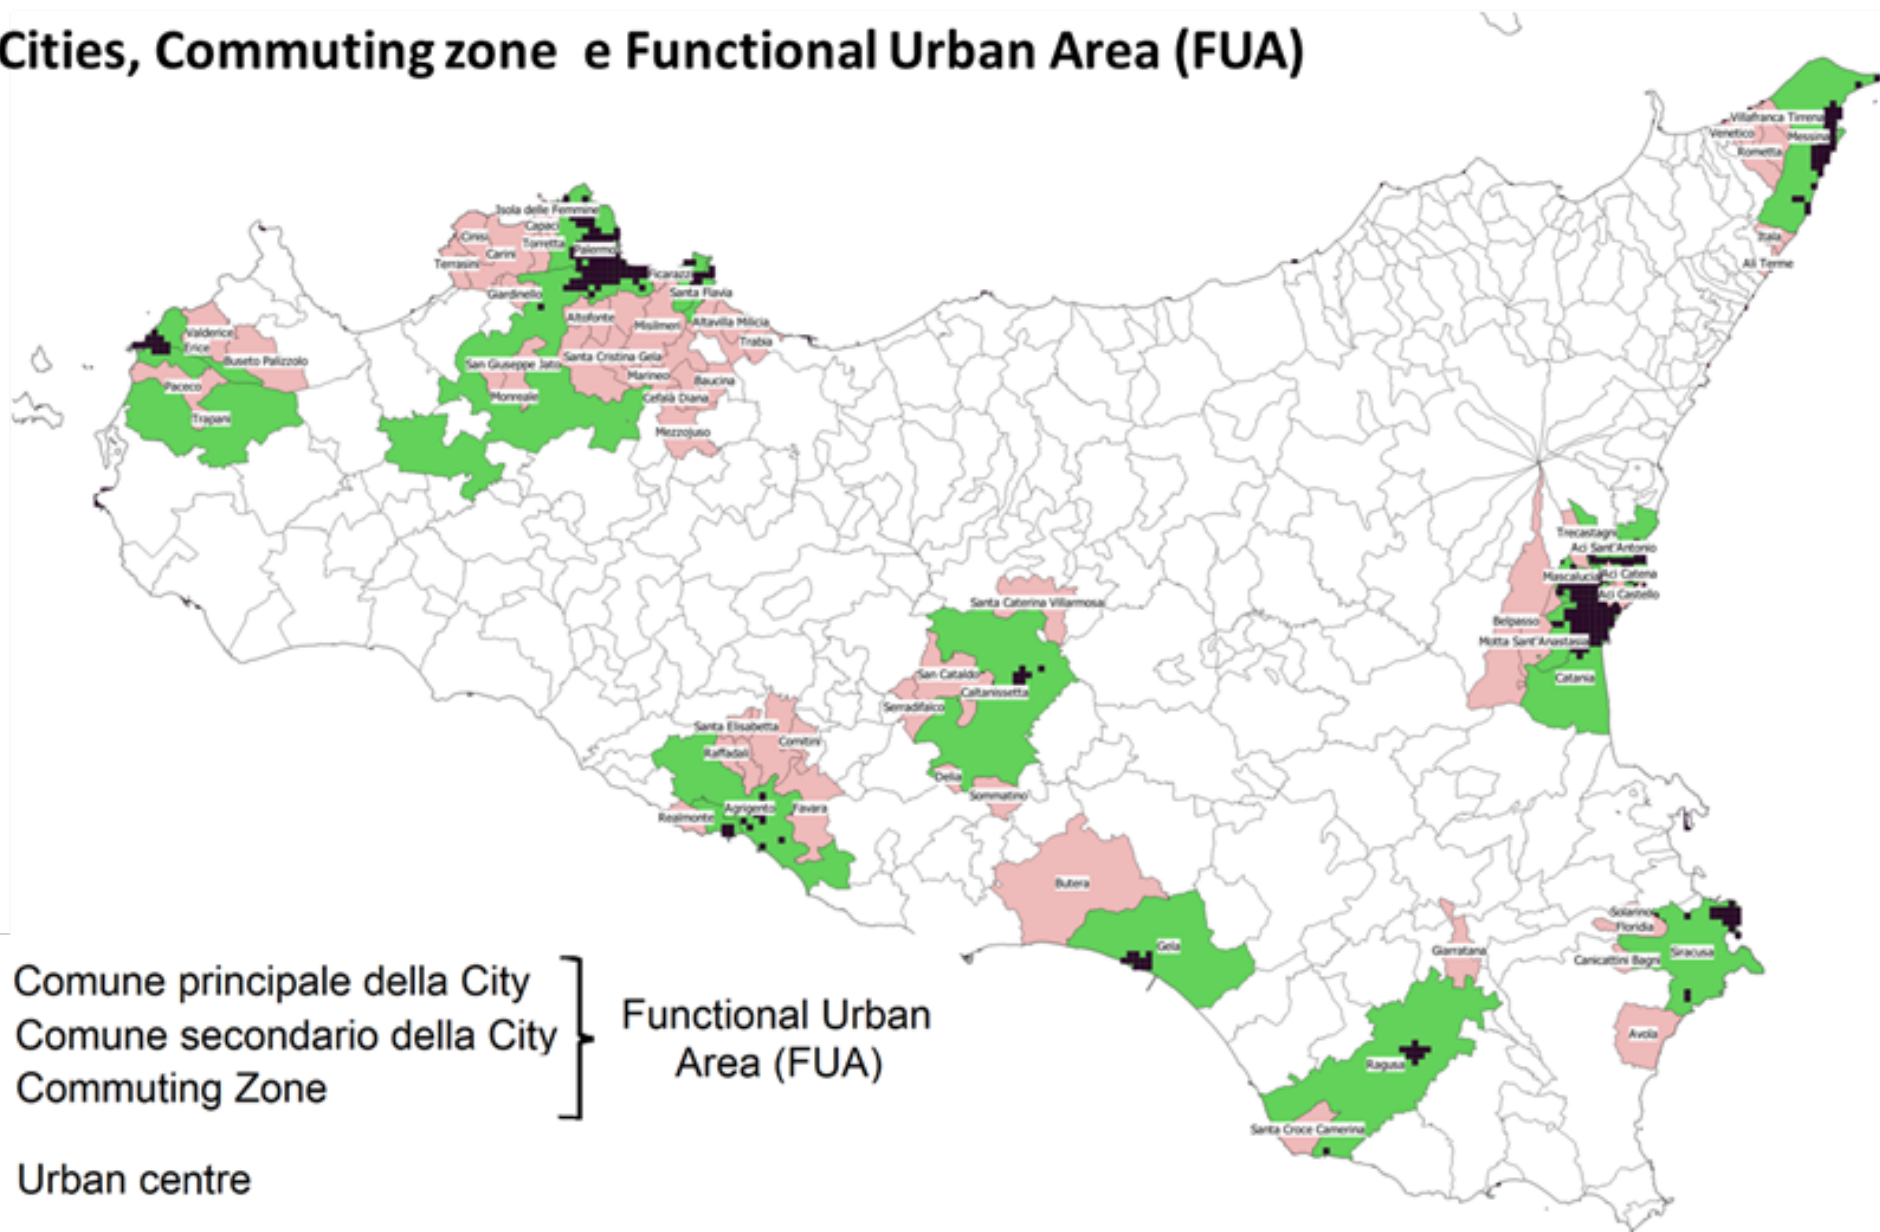 Cities, Commuting zone e Functional Urban Area (FUA)
Villafranca Tirrena
Venetico
Messina
Rometta
Itala
Alì Terme
Isola delle Femmine
Capaci
Cinisi
Torretta
Palermo
Carini
Terrasini
Ficarazzi
Giardinello
Santa Flavia
Altofonte
Misilmeri
Altavilla Milicia
Trabia
Valderice
Erice
Buseto Palizzolo
Paceco
Trapani
San Giuseppe Jato
Santa Cristina Gela
Marineo
Baucina
Monreale
Cefalà Diana
Mezzojuso
Trecastagni
Aci Sant'Antonio
Mascalucia
Aci Catena
Aci Castello
Belpasso
Motta Sant'Anastasia
Catania
Santa Caterina Villarmosa
San Cataldo
Caltanissetta
Serradifalco
Delia
Sommatino
Santa Elisabetta
Comitini
Raffadali
Agrigento
Favara
Realmonte
Butera
Gela
Solarino
Floridia
Canicattini Bagni
Siracusa
Giarratana
Avola
Ragusa
Santa Croce Camerina
Comune principale della City
Comune secondario della City
Commuting Zone
Functional Urban
Area (FUA)
Urban centre